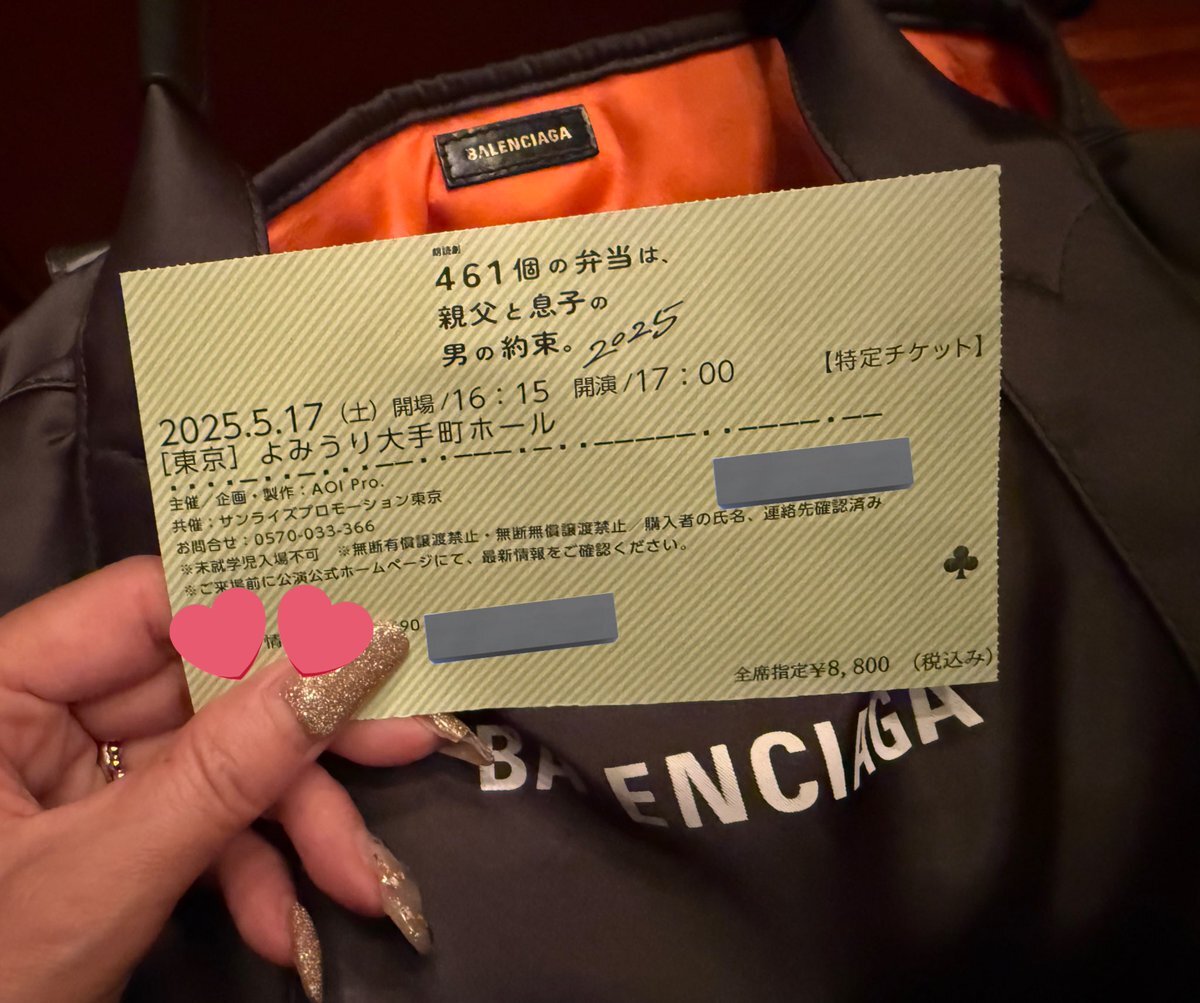 BALENCIAGA
朗読劇
461個の弁当は、
親父と息子の
男の約束。2025
【特定チケット】
2025.5.17（土）開場/16：15 開演/17：00
［東京］よみうり大手町ホール
主催／企画・製作：AOI Pro.
共催：サンライズプロモーション東京
お問合せ：0570-033-366
※未就学児入場不可 ※無断有償譲渡禁止・無断無償譲渡禁止／購入者の氏名、連絡先確認済み
※ご来場前に公演公式ホームページにて、最新情報をご確認ください。
情 90
全席指定¥8,800 （税込み）
BALENCIAGA